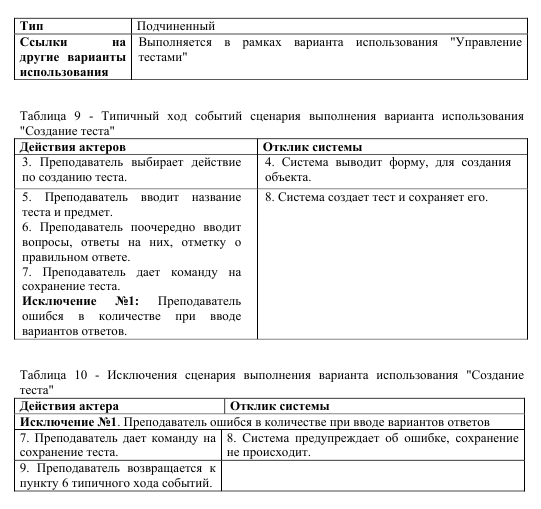 Тип Подчиненный
Ссылки на Выполняется в рамках варианта использования "Управление
другие варианты тестами"
использования
Таблица 9 - Типичный ход событий сценария выполнения варианта использования
"Создание теста"
Действия актеров Отклик системы
3. Преподаватель выбирает действие 4. Система выводит форму, для создания
по созданию теста. объекта.
5. Преподаватель вводит название 8. Система создает тест и сохраняет его.
теста и предмет.
6. Преподаватель поочередно вводит
вопросы, ответы на них, отметку о
правильном ответе.
7. Преподаватель дает команду на
сохранение теста.
Исключение №1: Преподаватель
ошибся в количестве при вводе
вариантов ответов.
Таблица 10 - Исключения сценария выполнения варианта использования "Создание
теста"
Действия актера Отклик системы
Исключение №1. Преподаватель ошибся в количестве при вводе вариантов ответов
7. Преподаватель дает команду на 8. Система предупреждает об ошибке, сохранение
сохранение теста. не происходит.
9. Преподаватель возвращается к
пункту 6 типичного хода событий.